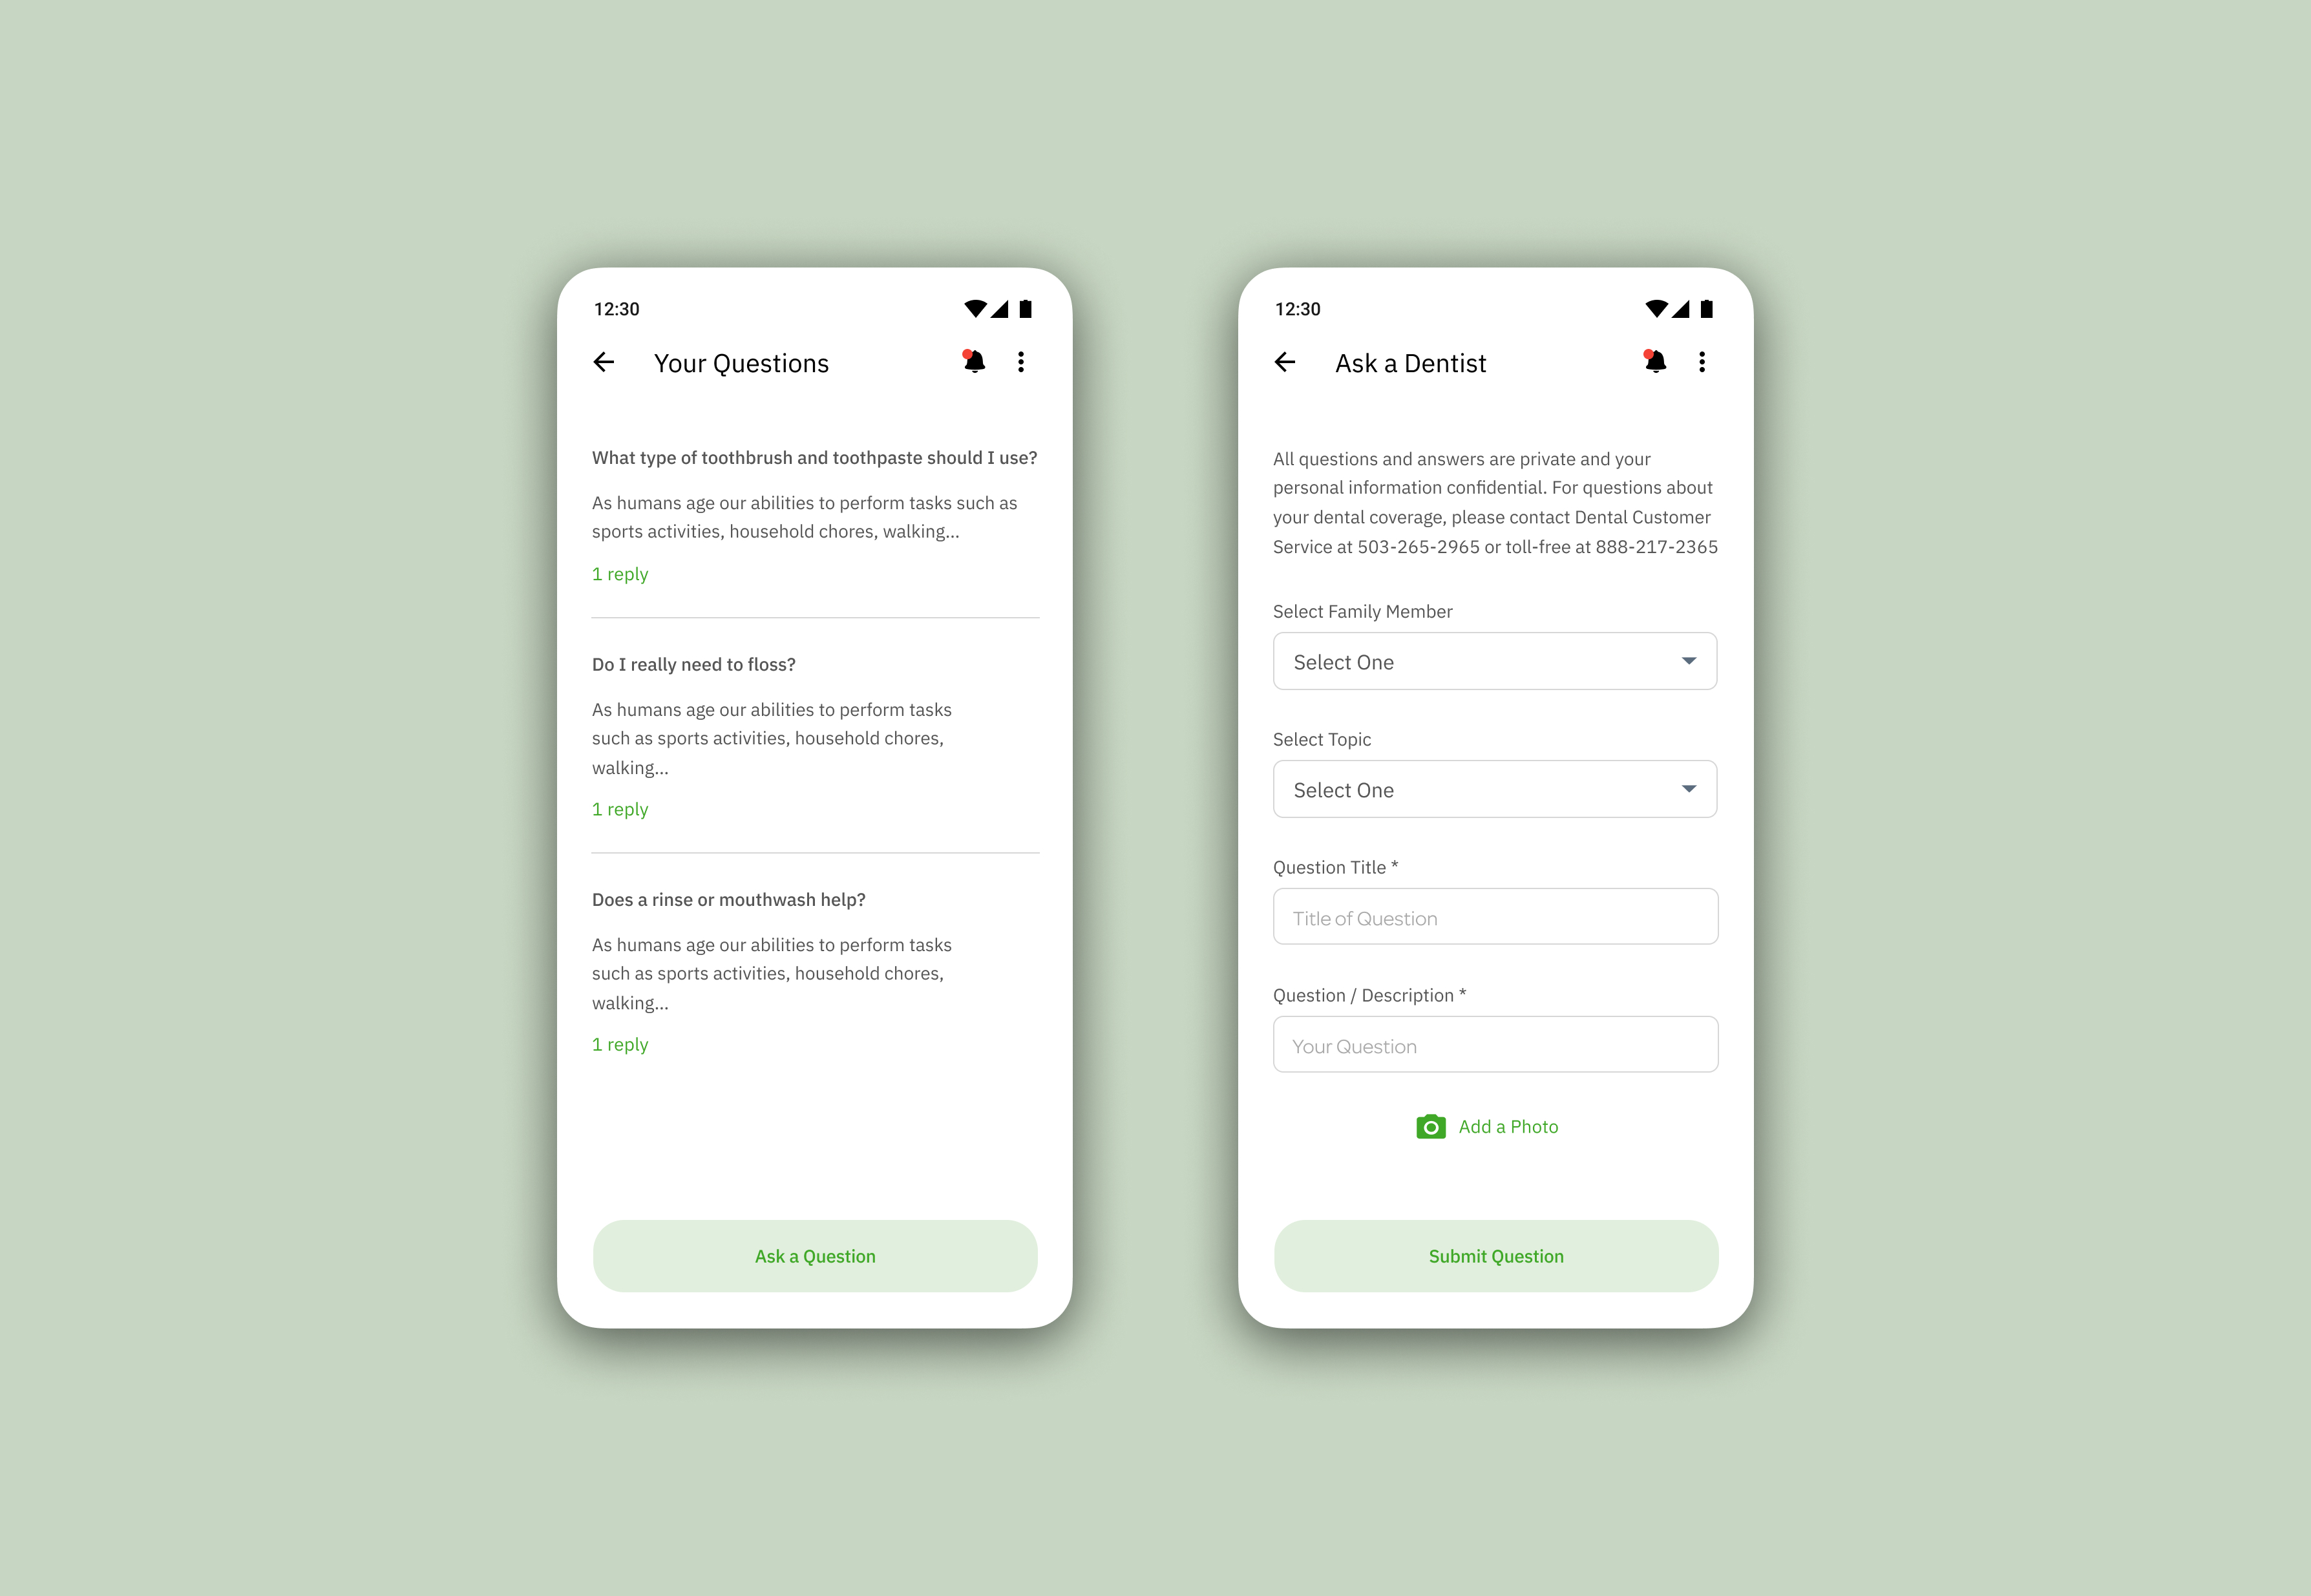 12:30
Your Questions
What type of toothbrush and toothpaste should I use?
As humans age our abilities to perform tasks such as
sports activities, household chores, walking...
1 reply
Do I really need to floss?
As humans age our abilities to perform tasks
such as sports activities, household chores,
walking...
1 reply
Does a rinse or mouthwash help?
As humans age our abilities to perform tasks
such as sports activities, household chores,
walking...
1 reply
Ask a Question
12:30
Ask a Dentist
All questions and answers are private and your
personal information confidential. For questions about
your dental coverage, please contact Dental Customer
Service at 503-265-2965 or toll-free at 888-217-2365
Select Family Member
Select One
Select Topic
Select One
Question Title *
Title of Question
Question / Description *
Your Question
Add a Photo
Submit Question